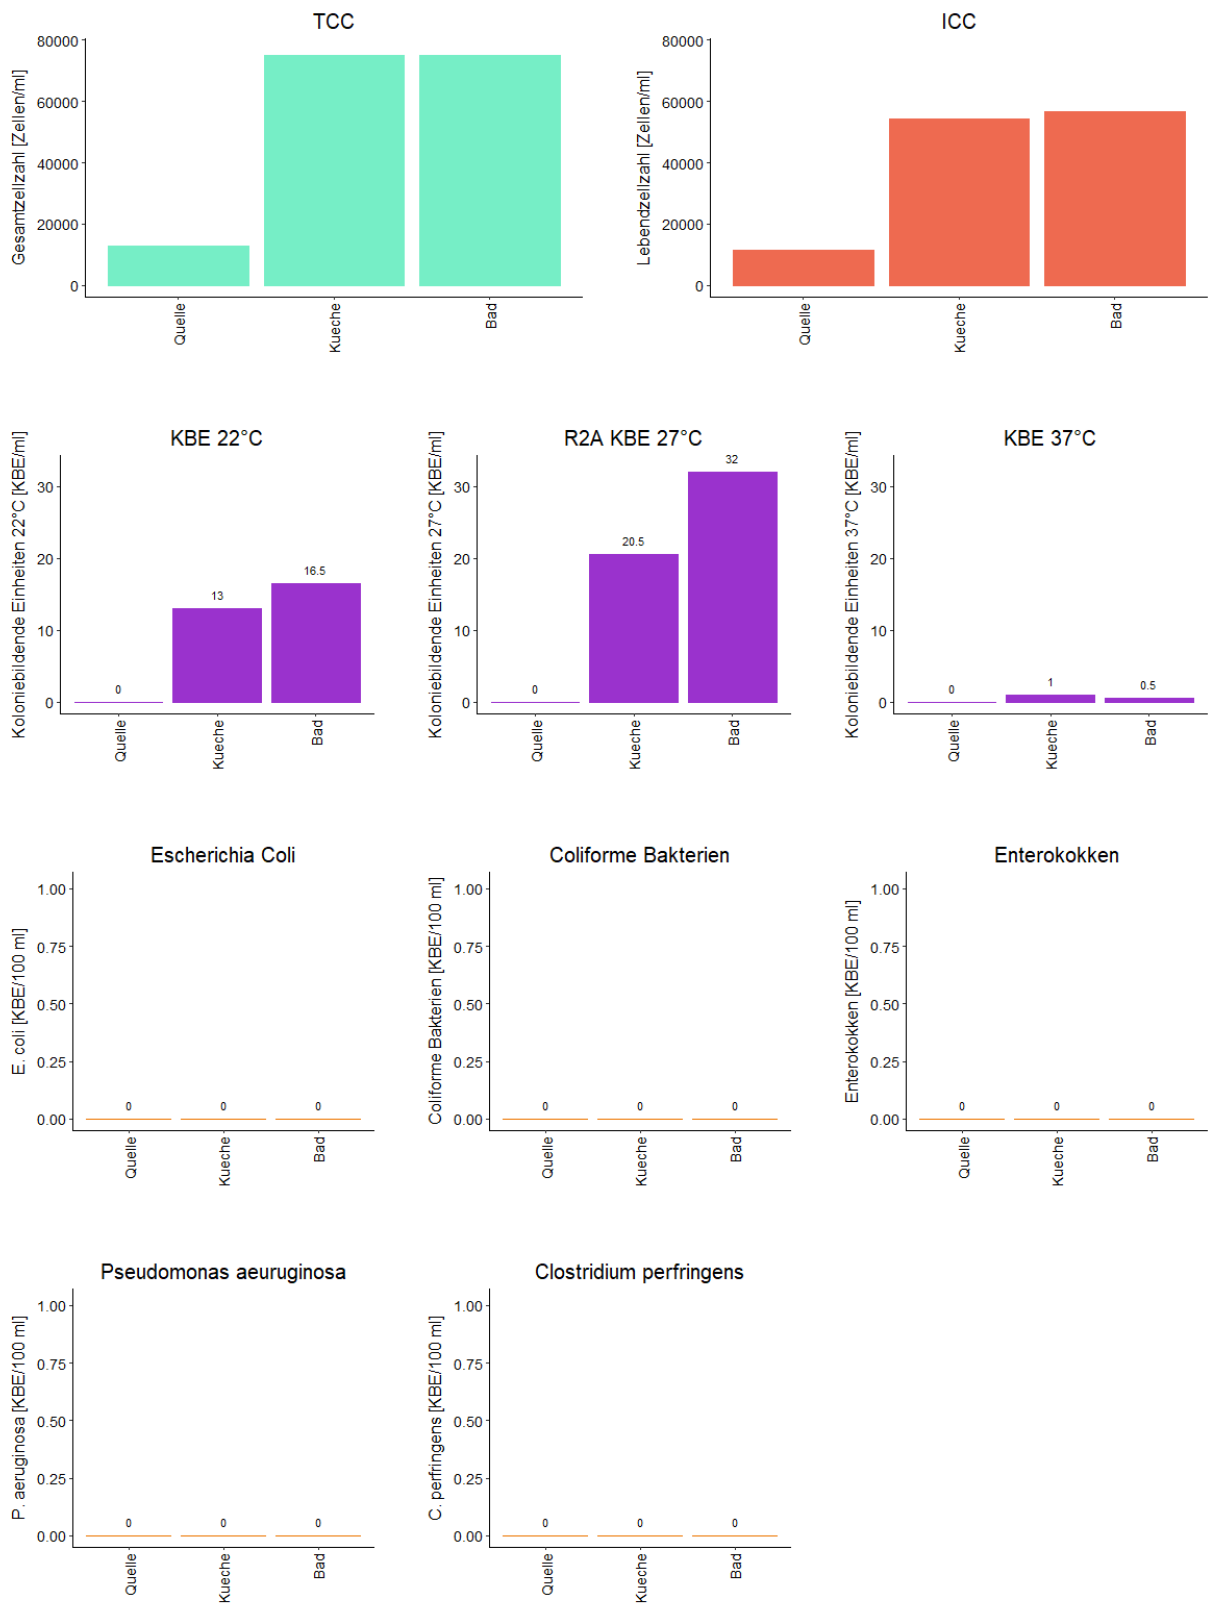 TCC
Gesamtzellzahl [Zellen/ml]
80000
60000
40000
20000
0
Quelle
Kueche
Bad
ICC
Lebendzellzahl [Zellen/ml]
80000
60000
40000
20000
0
Quelle
Kueche
Bad
KBE 22°C
Koloniebildende Einheiten 22°C [KBE/ml]
30
20
10
0
0
13
16.5
Quelle
Kueche
Bad
R2A KBE 27°C
Koloniebildende Einheiten 27°C [KBE/ml]
30
20
10
0
0
20.5
32
Quelle
Kueche
Bad
KBE 37°C
Koloniebildende Einheiten 37°C [KBE/ml]
30
20
10
0
0
1
0.5
Quelle
Kueche
Bad
Escherichia Coli
E. coli [KBE/100 ml]
1.00
0.75
0.50
0.25
0.00
0
0
0
Quelle
Kueche
Bad
Coliforme Bakterien
Coliforme Bakterien [KBE/100 ml]
1.00
0.75
0.50
0.25
0.00
0
0
0
Quelle
Kueche
Bad
Enterokokken
Enterokokken [KBE/100 ml]
1.00
0.75
0.50
0.25
0.00
0
0
0
Quelle
Kueche
Bad
Pseudomonas aeuruginosa
P. aeruginosa [KBE/100 ml]
1.00
0.75
0.50
0.25
0.00
0
0
0
Quelle
Kueche
Bad
Clostridium perfringens
C. perfringens [KBE/100 ml]
1.00
0.75
0.50
0.25
0.00
0
0
0
Quelle
Kueche
Bad